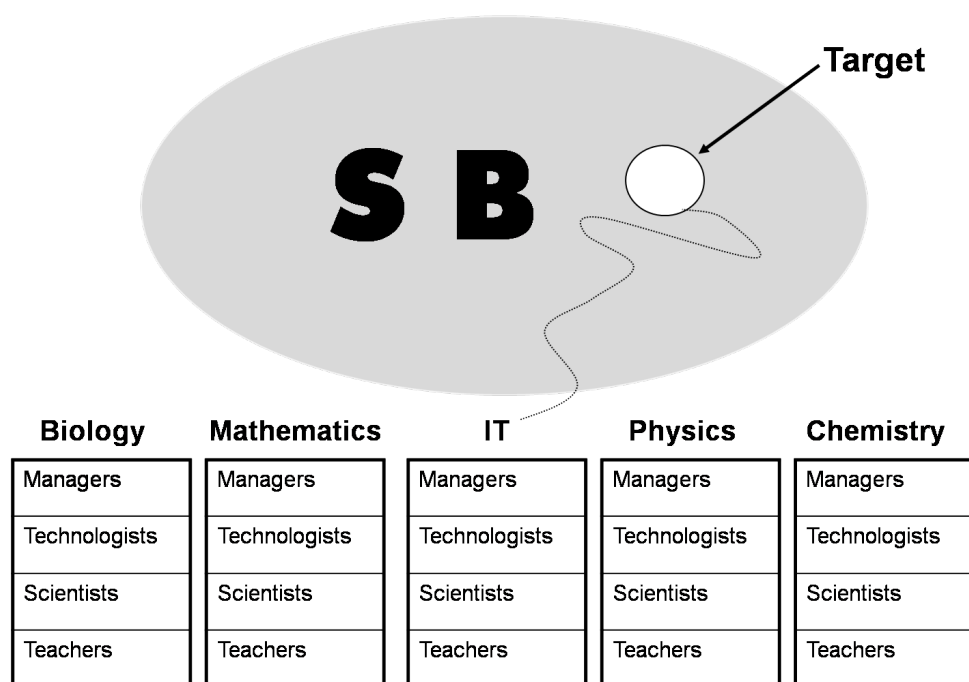 Target
S B
Biology Mathematics IT Physics Chemistry
Managers Managers Managers Managers Managers
Technologists Technologists Technologists Technologists Technologists
Scientists Scientists Scientists Scientists Scientists
Teachers Teachers Teachers Teachers Teachers